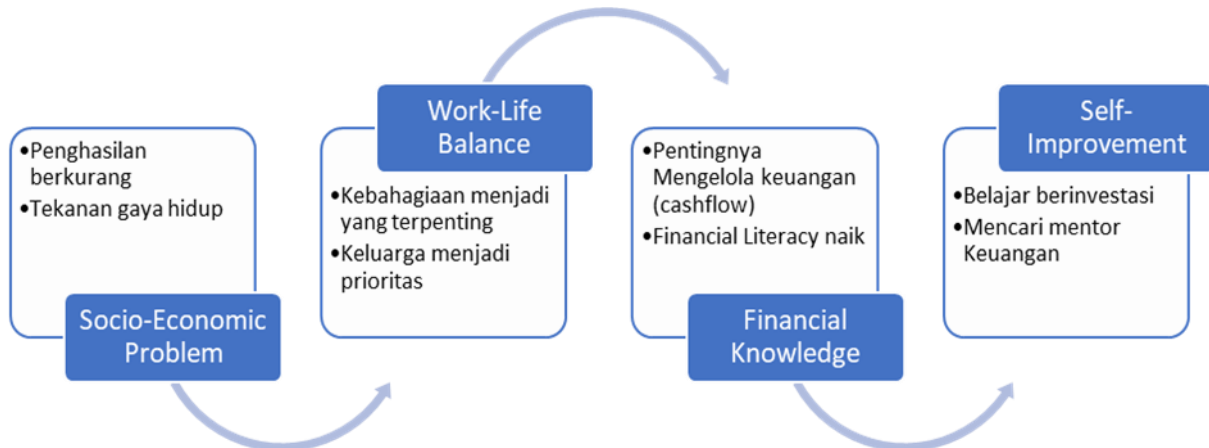 •Penghasilan
berkurang
•Tekanan gaya hidup
Socio-Economic
Problem
Work-Life
Balance
•Kebahagiaan menjadi
yang terpenting
•Keluarga menjadi
prioritas
•Pentingnya
Mengelola keuangan
(cashflow)
•Financial Literacy naik
Financial
Knowledge
Self-
Improvement
•Belajar berinvestasi
•Mencari mentor
Keuangan